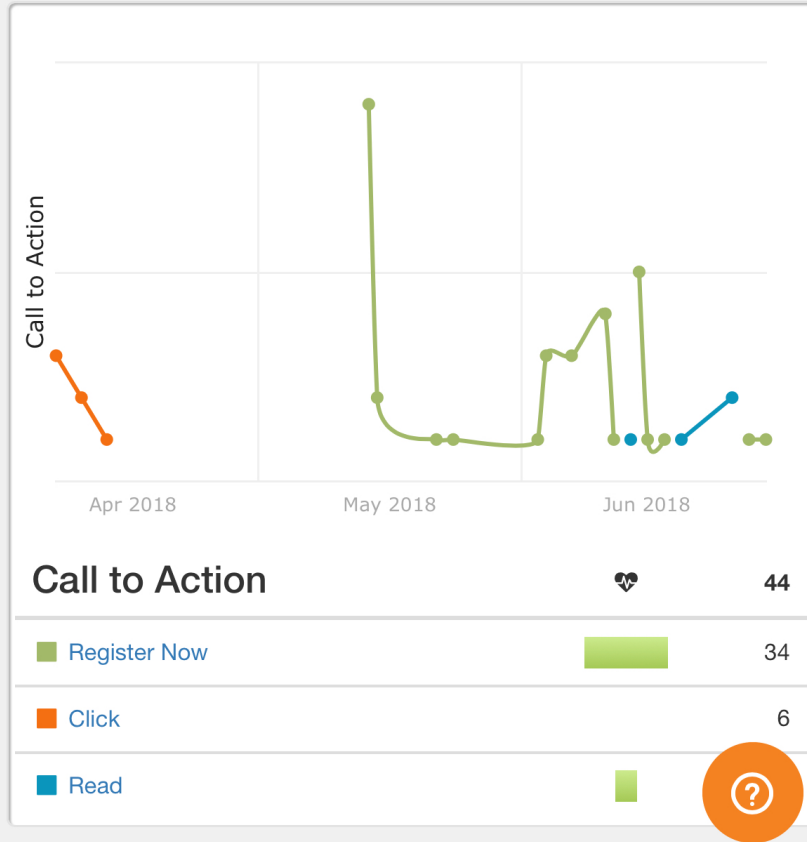 Call to Action
Apr 2018 May 2018 Jun 2018
Call to Action 44
Register Now 34
Click 6
Read
?